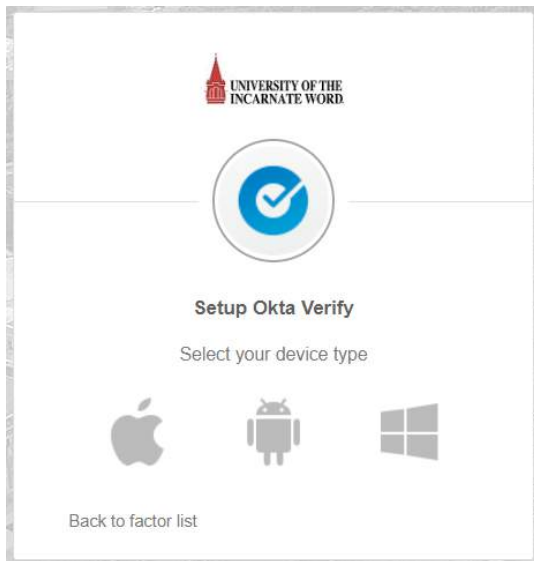 UNIVERSITY OF THE
INCARNATE WORD
Setup Okta Verify
Select your device type
Back to factor list